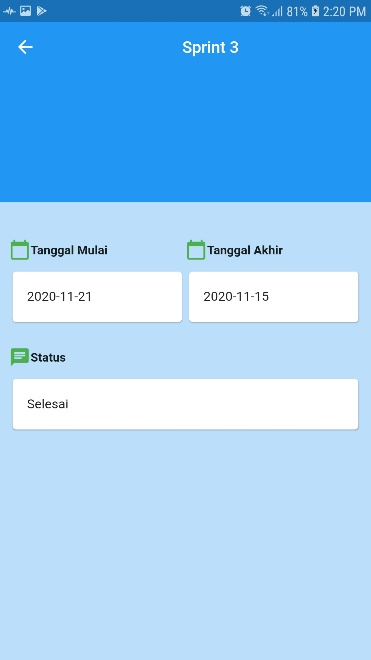 81% 2:20 PM
Sprint 3
Tanggal Mulai Tanggal Akhir
2020-11-21 2020-11-15
Status
Selesai